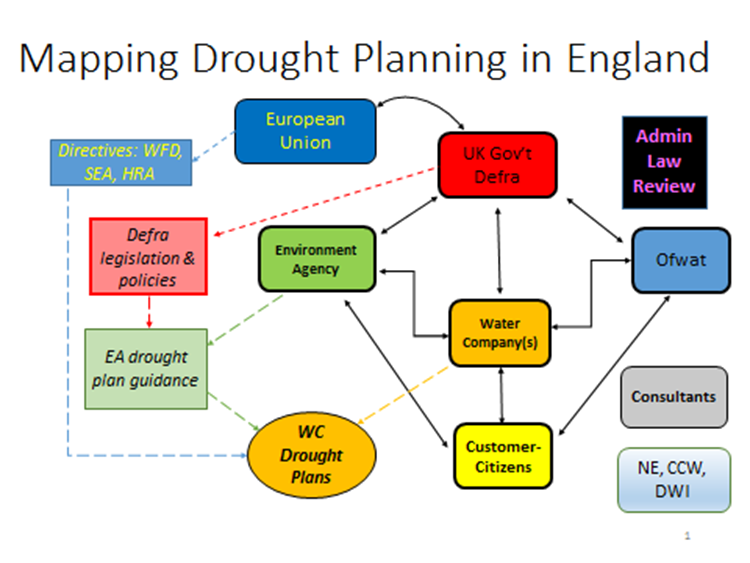 Mapping Drought Planning in England
European
Union
Directives: WFD,
SEA, HRA
UK Gov't
Defra
Admin
Law
Review
Defra
legislation &
policies
Environment
Agency
Ofwat
Water
Company(s)
EA drought
plan guidance
Consultants
WC
Drought
Plans
Customer-
Citizens
NE, CCW,
DWI
1